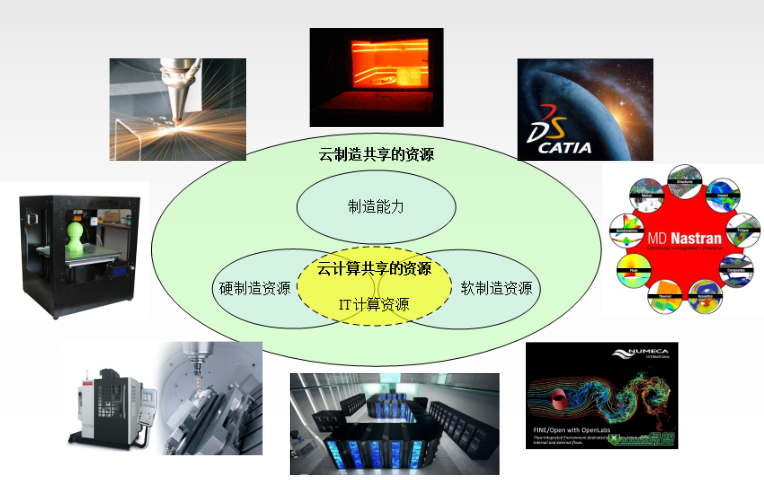 CATIA
云制造共享的资源
制造能力
MD Nastran
云计算共享的资源
硬制造资源
软制造资源
IT计算资源
NUMECA
INTERNATIONAL
FINE/Open with OpenLabs